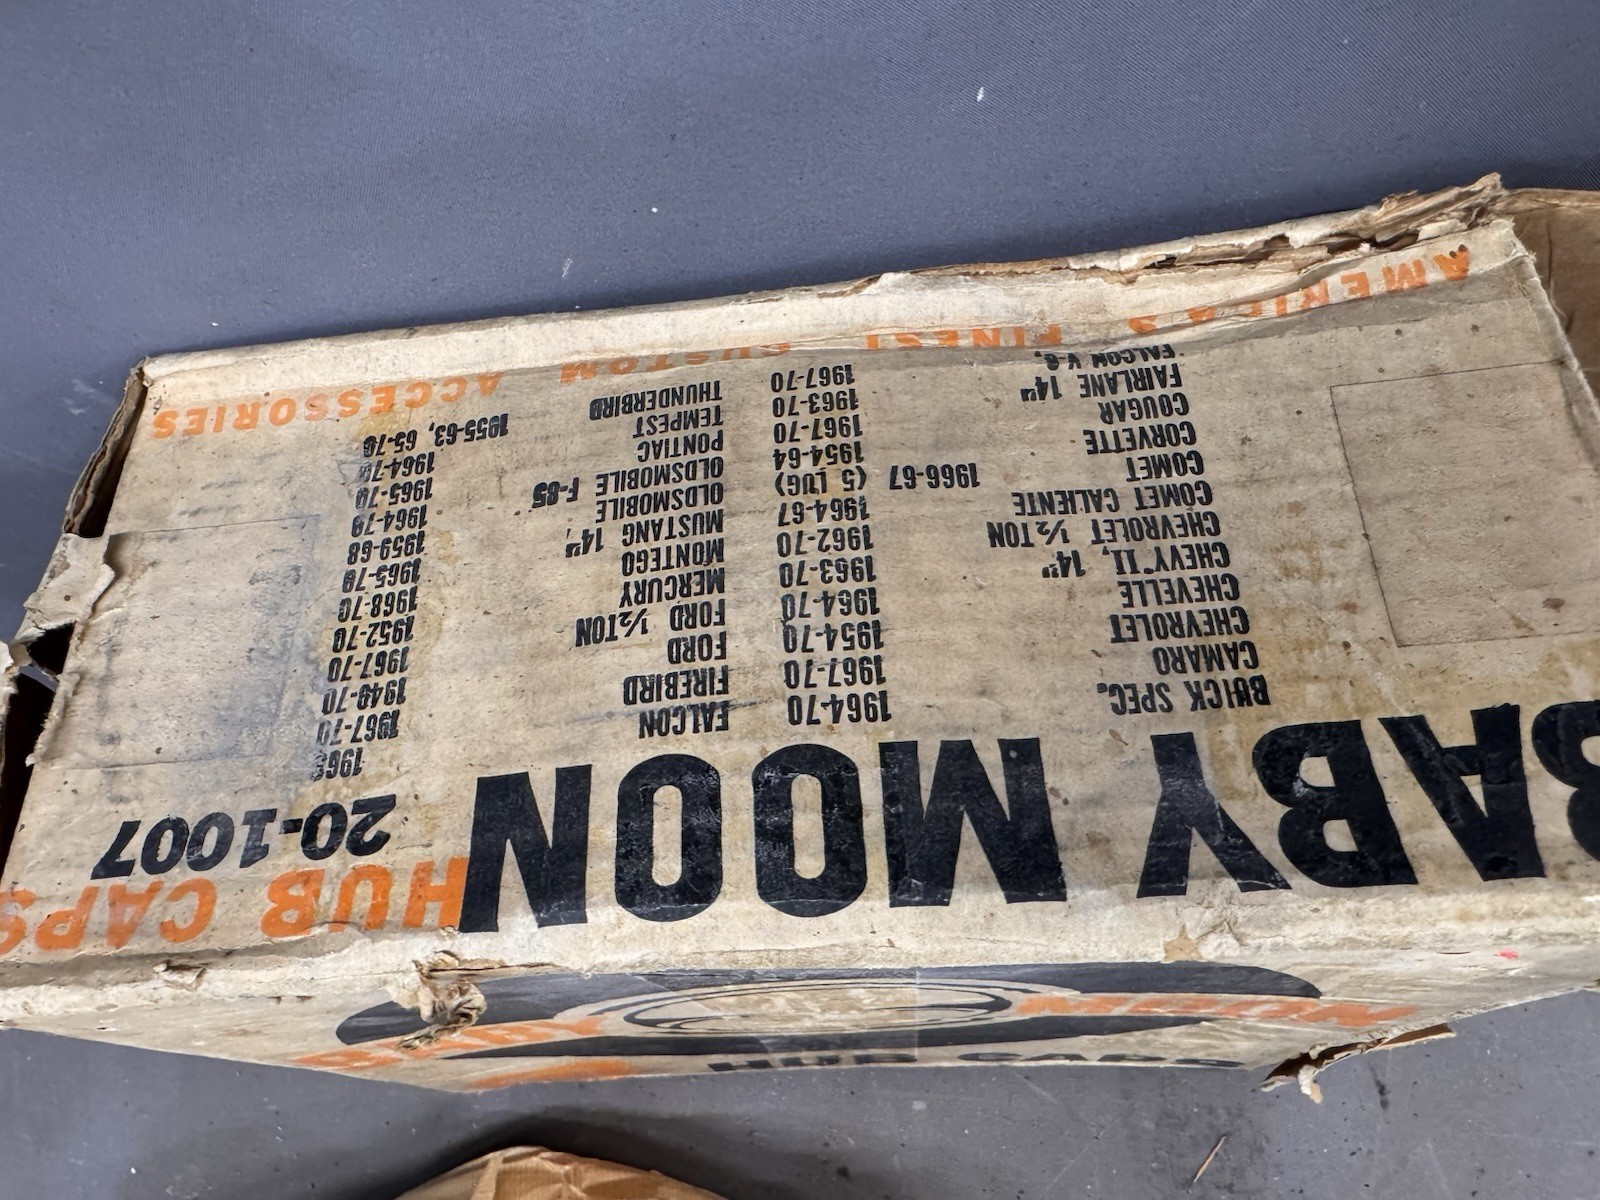 BABY MOON HUB CAPS
20-1007
BUICK SPEC. 1964-70
CAMARO 1967-70
CHEVROLET 1954-70
CHEVELLE 1964-70
CHEVY II, 14" 1963-70
CHEVROLET ½ TON 1962-70
COMET CALIENTE 1964-67
COMET 1966-67 (5 LUG)
CORVETTE 1954-64
COUGAR 1967-70
FAIRLANE 14" 1963-70
FALCON V-8, 1967-70
FALCON
FIREBIRD 1967-70
FORD 1949-70
FORD ½ TON 1967-70
MERCURY 1952-70
MONTEGO 1968-70
MUSTANG 14", 1965-70
OLDSMOBILE 1959-68
OLDSMOBILE F-85 1964-70
PONTIAC 1965-70
TEMPEST 1964-70
THUNDERBIRD 1955-63, 65-70
AMERICA'S FINEST CUSTOM ACCESSORIES
BABY MOON
HUB CAPS